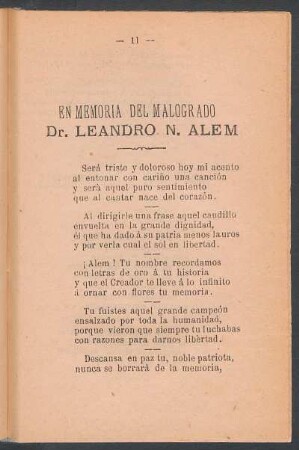 — 11 —
EN MEMORIA DEL MALOGRADO
Dr. LEANDRO N. ALEM
Será triste y doloroso hoy mi acento
al entonar con cariño una canción
y será aquel puro sentimiento
que al cantar nace del corazón.
Al dirigirle una frase aquel caudillo
envuelta en la grande dignidad,
él que ha dado á su patria menos lauros
y por verla cual el sol en libertad.
¡Alem! Tu nombre recordamos
con letras de oro á tu historia
y que el Creador te lleve á lo infinito
á ornar con flores tu memoria.
Tu fuistes aquel grande campeón
ensalzado por toda la humanidad,
porque vieron que siempre tu luchabas
con razones para darnos libertad.
Descansa en paz tu, noble patriota,
nunca se borrará de la memoria,